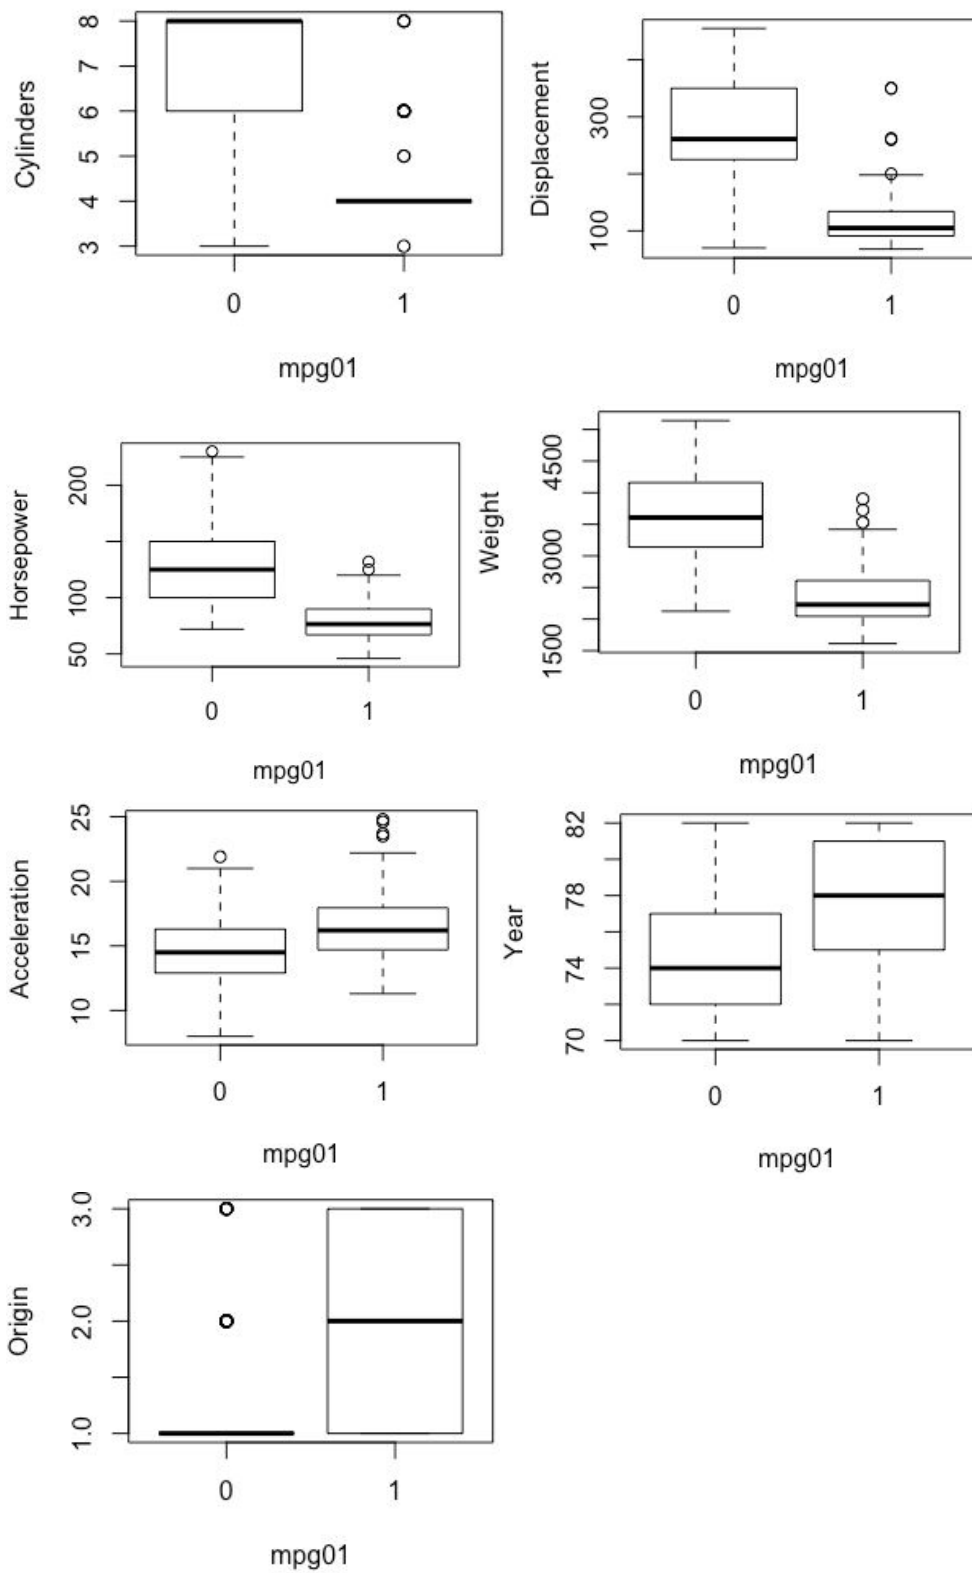 Cylinders
8
7
6
5
4
3
0 1
mpg01
Displacement
300
100
0 1
mpg01
Horsepower
200
100
50
0 1
mpg01
Weight
4500
3000
1500
0 1
mpg01
Acceleration
25
20
15
10
0 1
mpg01
Year
82
78
74
70
0 1
mpg01
Origin
3.0
2.0
1.0
0 1
mpg01